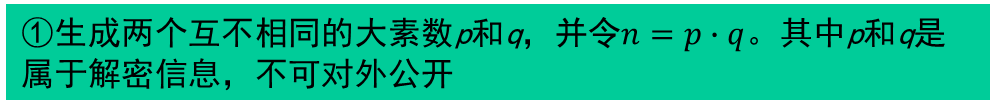 ①生成两个互不相同的大素数p和q，并令n = p · q。其中p和q是
属于解密信息，不可对外公开